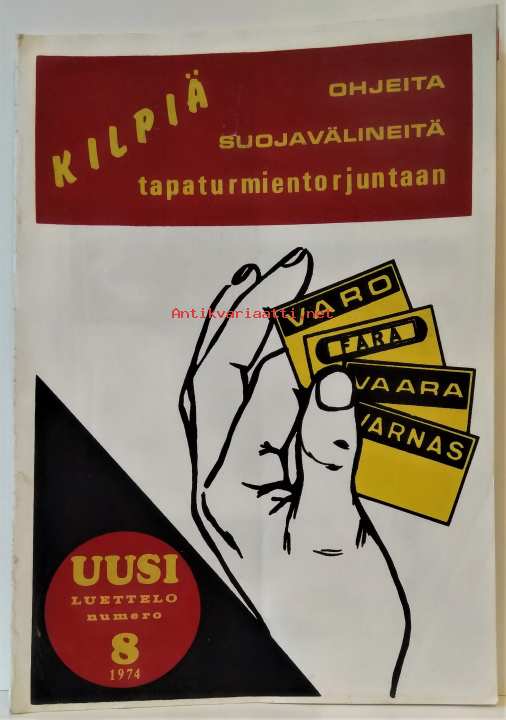 KILPIÄ
OHJEITA
SUOJAVÄLINEITÄ
tapaturmientorjuntaan
Antikvariaatti.net
VARO
FARA
VAARA
VARNAS
UUSI
LUETTELO
numero
8
1974